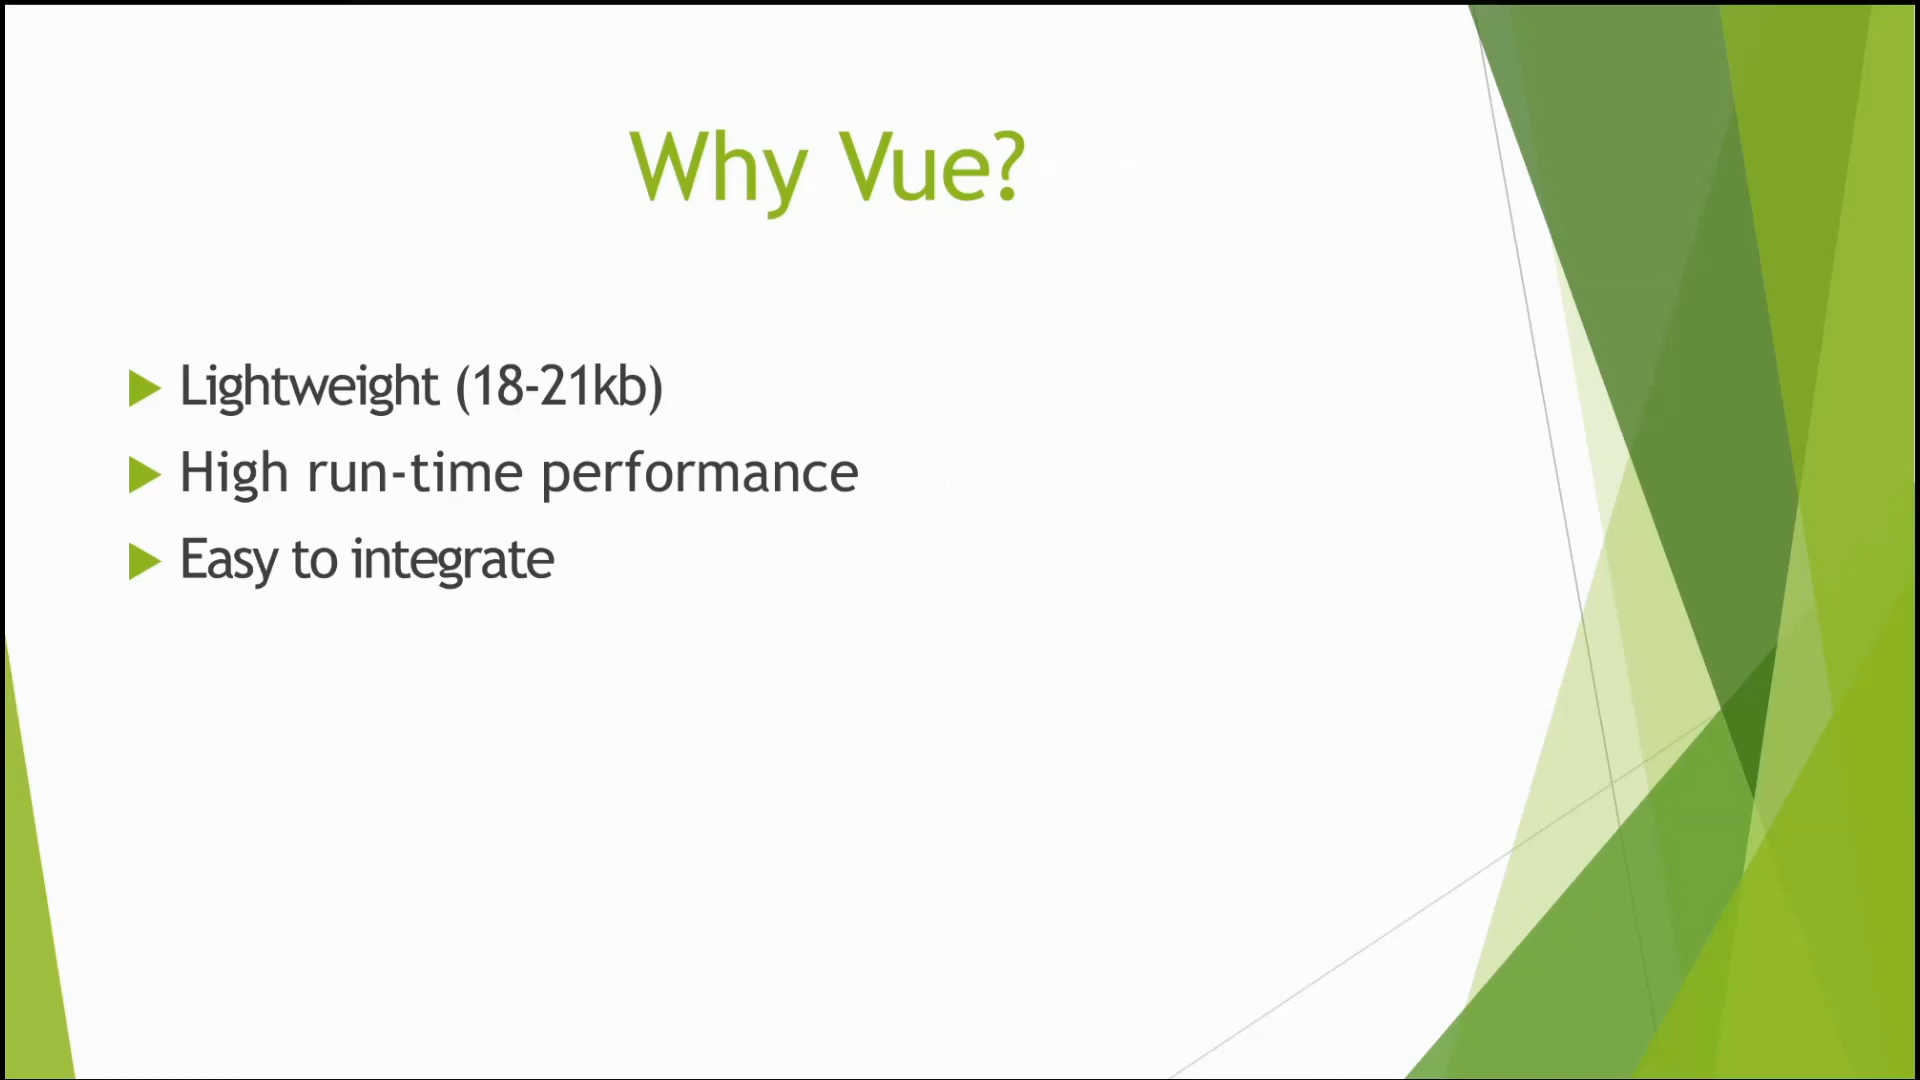 Why Vue?
Lightweight (18-21kb)
High run-time performance
Easy to integrate